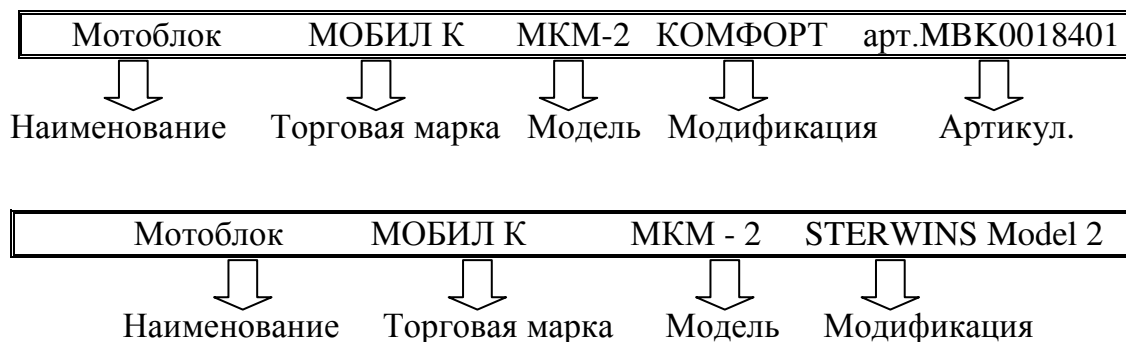 Мотоблок МОБИЛ К МКМ-2 КОМФОРТ арт.МВК0018401
Наименование Торговая марка Модель Модификация Артикул.
Мотоблок МОБИЛ К МКМ - 2 STERWINS Model 2
Наименование Торговая марка Модель Модификация